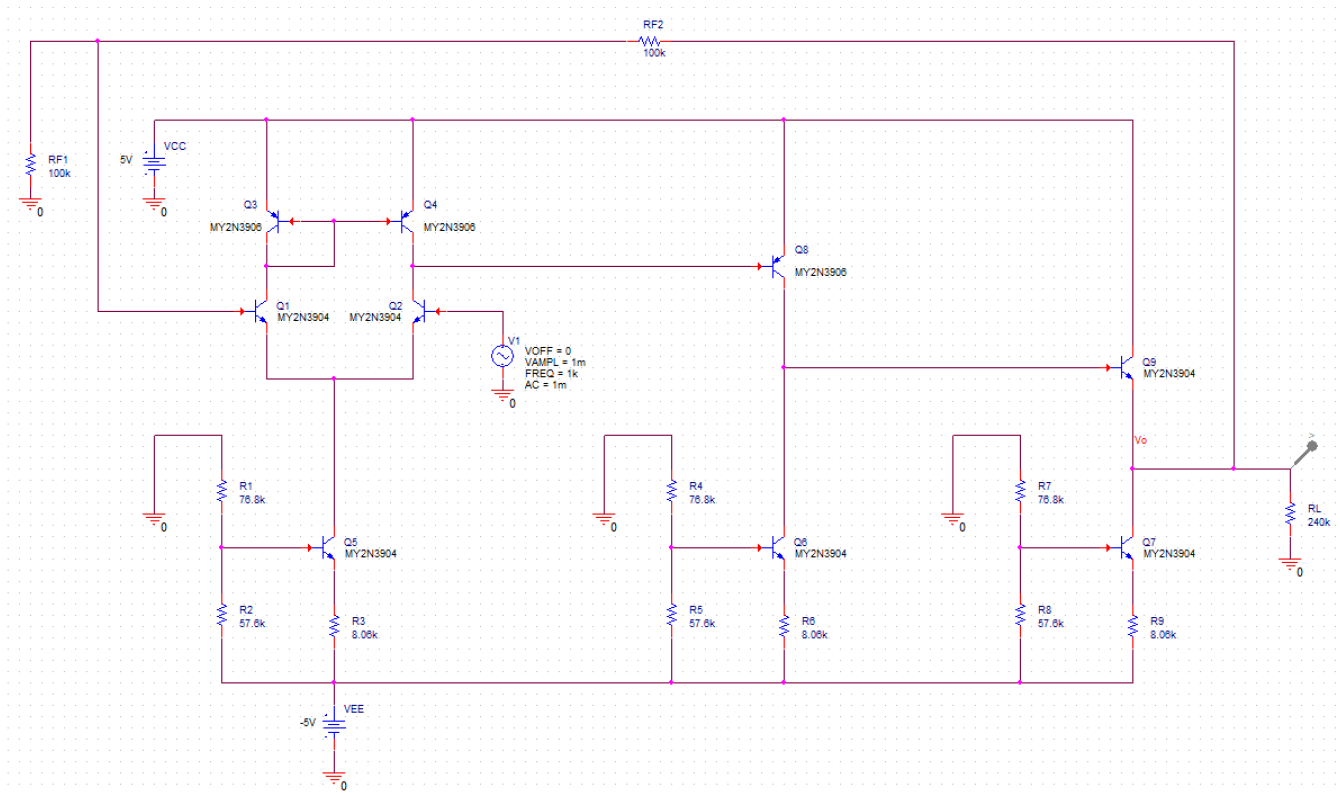 RF2
100k
RF1
100k
0
5V
VCC
0
Q3
MY2N3906
Q4
MY2N3906
Q8
MY2N3906
Q1
MY2N3904
Q2
MY2N3904
V1
VOFF = 0
VAMPL = 1m
FREQ = 1k
AC = 1m
0
Q9
MY2N3904
Vo
>
R1
76.8k
0
R4
76.8k
0
R7
76.8k
0
RL
240k
0
Q5
MY2N3904
Q6
MY2N3904
Q7
MY2N3904
R2
57.6k
R3
8.06k
R5
57.6k
R6
8.06k
R8
57.6k
R9
8.06k
-5V
VEE
0